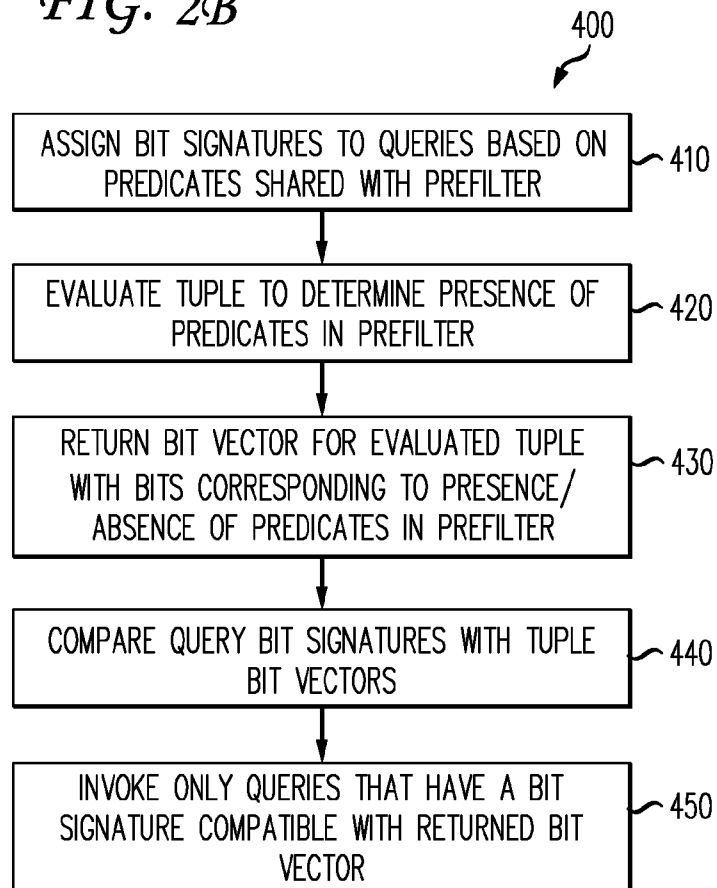 FIG. 2B
400
ASSIGN BIT SIGNATURES TO QUERIES BASED ON
PREDICATES SHARED WITH PREFILTER
410
EVALUATE TUPLE TO DETERMINE PRESENCE OF
PREDICATES IN PREFILTER
420
RETURN BIT VECTOR FOR EVALUATED TUPLE
WITH BITS CORRESPONDING TO PRESENCE/
ABSENCE OF PREDICATES IN PREFILTER
430
COMPARE QUERY BIT SIGNATURES WITH TUPLE
BIT VECTORS
440
INVOKE ONLY QUERIES THAT HAVE A BIT
SIGNATURE COMPATIBLE WITH RETURNED BIT
VECTOR
450